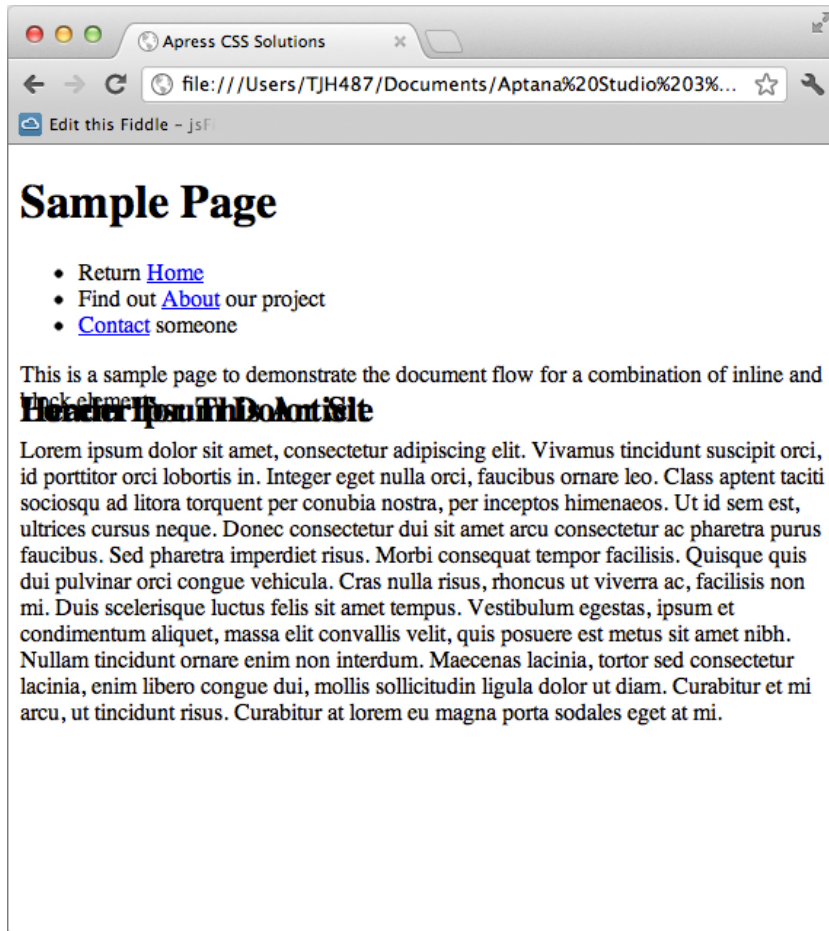 Apress CSS Solutions
file:///Users/TJH487/Documents/Aptana%20Studio%203%...
Edit this Fiddle – jsFi
Sample Page
• Return Home
• Find out About our project
• Contact someone
This is a sample page to demonstrate the document flow for a combination of inline and
block elements
Lorem ipsum dolor sit amet, consectetur adipiscing elit. Vivamus tincidunt suscipit orci,
id porttitor orci lobortis in. Integer eget nulla orci, faucibus ornare leo. Class aptent taciti
sociosqu ad litora torquent per conubia nostra, per inceptos himenaeos. Ut id sem est,
ultrices cursus neque. Donec consectetur dui sit amet arcu consectetur ac pharetra purus
faucibus. Sed pharetra imperdiet risus. Morbi consequat tempor facilisis. Quisque quis
dui pulvinar orci congue vehicula. Cras nulla risus, rhoncus ut viverra ac, facilisis non
mi. Duis scelerisque luctus felis sit amet tempus. Vestibulum egestas, ipsum et
condimentum aliquet, massa elit convallis velit, quis posuere est metus sit amet nibh.
Nullam tincidunt ornare enim non interdum. Maecenas lacinia, tortor sed consectetur
lacinia, enim libero congue dui, mollis sollicitudin ligula dolor ut diam. Curabitur et mi
arcu, ut tincidunt risus. Curabitur at lorem eu magna porta sodales eget at mi.